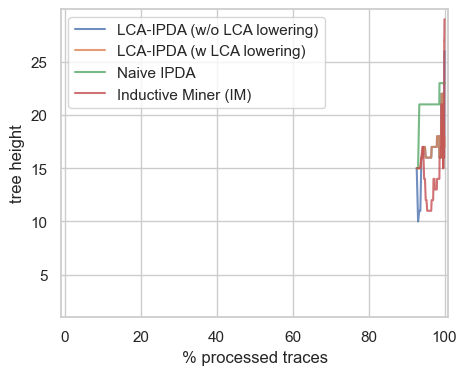 LCA-IPDA (w/o LCA lowering)
LCA-IPDA (w LCA lowering)
Naive IPDA
Inductive Miner (IM)
25
20
15
10
5
tree height
0 20 40 60 80 100
% processed traces